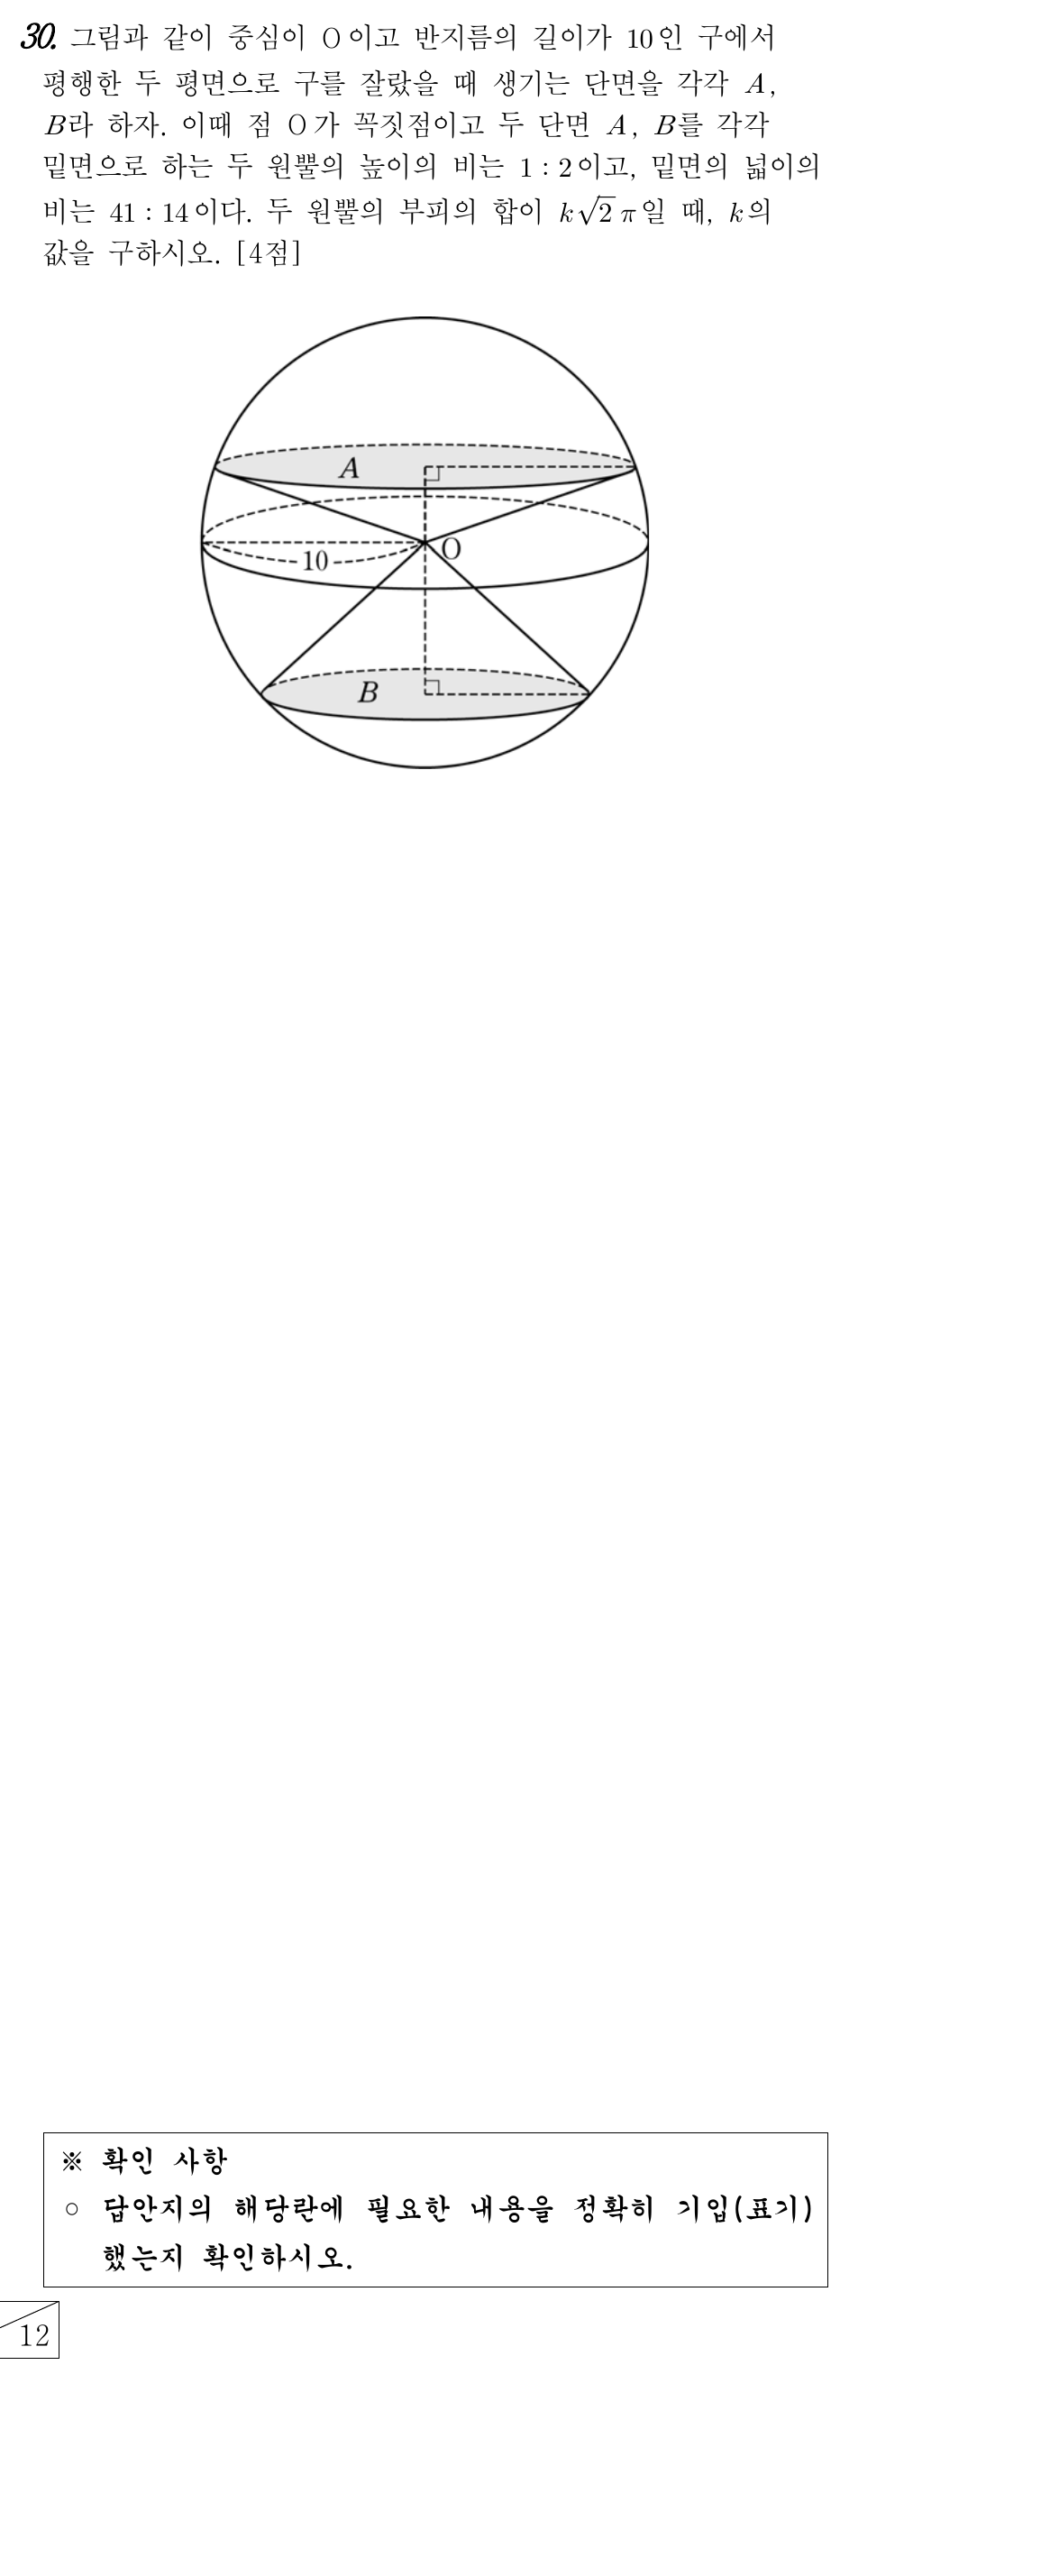 30. 그림과 같이 중심이 O이고 반지름의 길이가 10인 구에서
평행한 두 평면으로 구를 잘랐을 때 생기는 단면을 각각 A,
B라 하자. 이때 점 O가 꼭짓점이고 두 단면 A, B를 각각
밑면으로 하는 두 원뿔의 높이의 비는 1 : 2이고, 밑면의 넓이의
비는 41 : 14이다. 두 원뿔의 부피의 합이 k√2π일 때, k의
값을 구하시오. [4점]
A
O
10
B
※ 확인 사항
○ 답안지의 해당란에 필요한 내용을 정확히 기입(표기)
했는지 확인하시오.
12